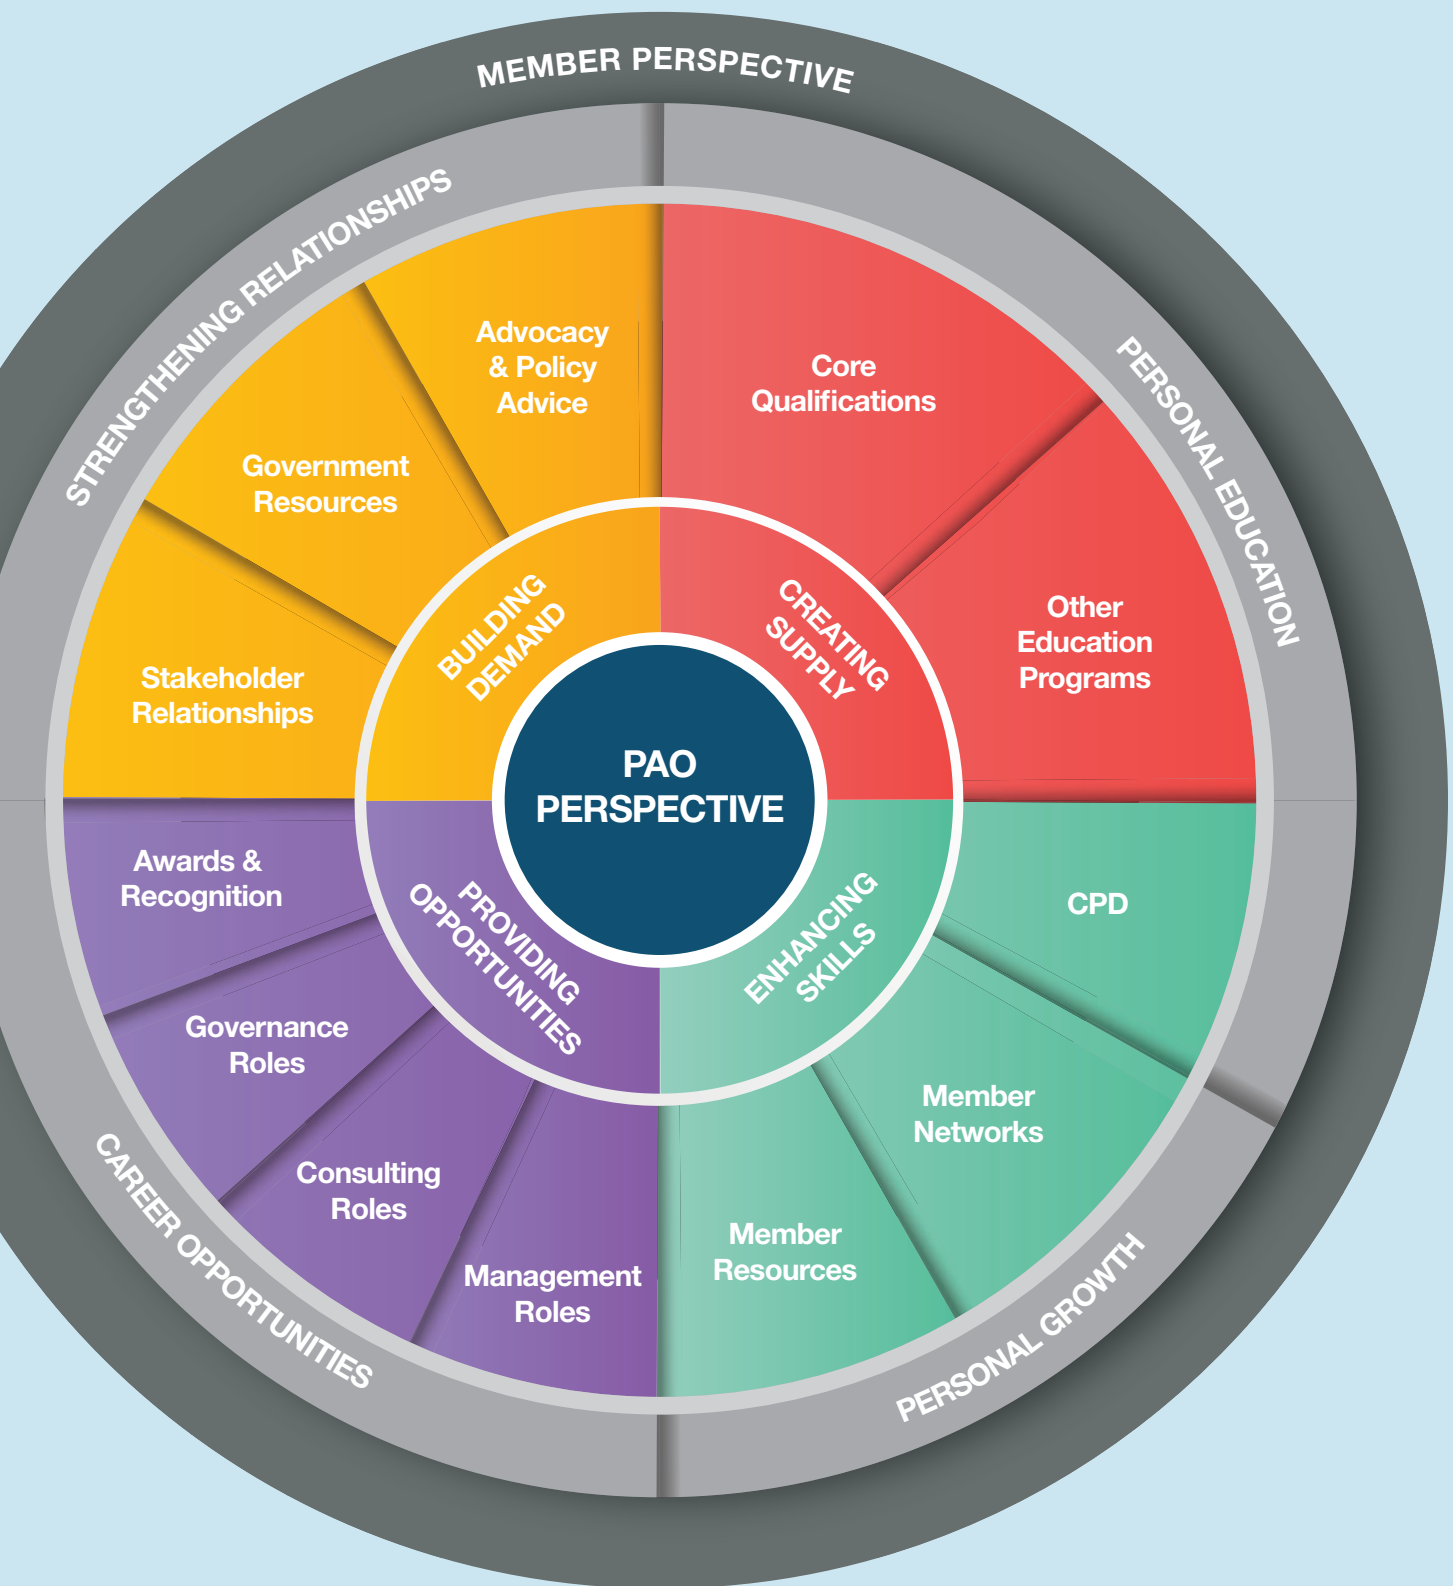 MEMBER PERSPECTIVE
STRENGTHENING RELATIONSHIPS
PERSONAL EDUCATION
Advocacy
& Policy
Advice
Core
Qualifications
Government
Resources
Other
Education
Programs
Stakeholder
Relationships
BUILDING
DEMAND
CREATING
SUPPLY
PAO
PERSPECTIVE
PROVIDING
OPPORTUNITIES
ENHANCING
SKILLS
Awards &
Recognition
CPD
Governance
Roles
Member
Networks
Consulting
Roles
Member
Resources
Management
Roles
CAREER OPPORTUNITIES
PERSONAL GROWTH